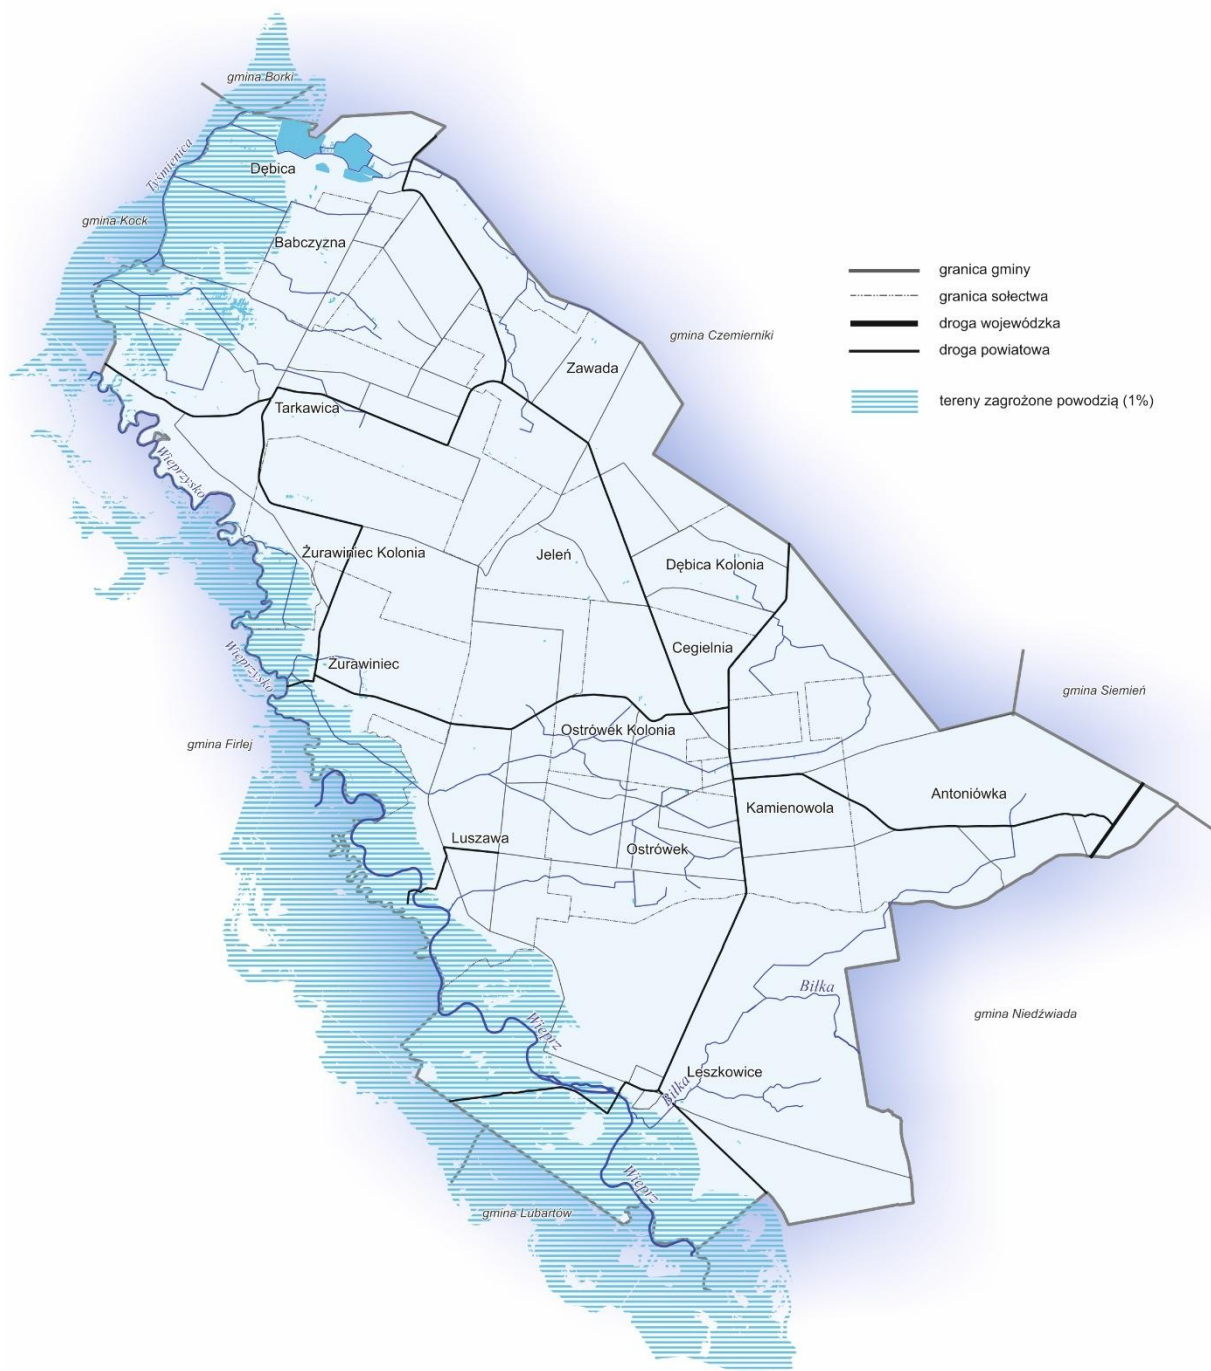 gmina Borki
Tyśmienica
Dębica
gmina Kock
Babczyzna
granica gminy
granica sołectwa
droga wojewódzka
droga powiatowa
tereny zagrożone powodzią (1%)
gmina Czemierniki
Zawada
Tarkawica
Wieprzysko
Żurawiniec Kolonia
Jeleń
Dębica Kolonia
Cegielnia
Żurawiniec
Wieprzysko
gmina Siemień
Ostrówek Kolonia
gmina Firlej
Antoniówka
Kamienowola
Luszawa
Ostrówek
Biłka
gmina Niedźwiada
Wieprz
Leszkowice
Biłka
Wieprz
gmina Lubartów